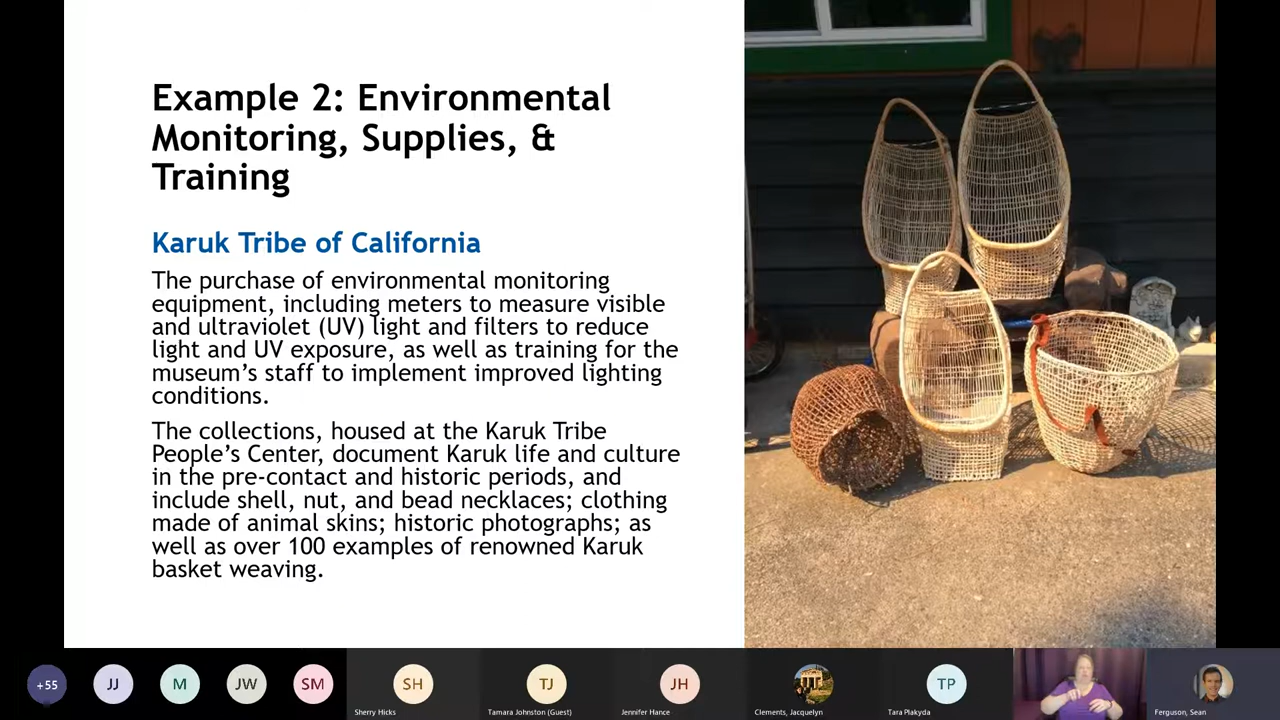 Example 2: Environmental
Monitoring, Supplies, &
Training
Karuk Tribe of California
The purchase of environmental monitoring
equipment, including meters to measure visible
and ultraviolet (UV) light and filters to reduce
light and UV exposure, as well as training for the
museum’s staff to implement improved lighting
conditions.
The collections, housed at the Karuk Tribe
People’s Center, document Karuk life and culture
in the pre-contact and historic periods, and
include shell, nut, and bead necklaces; clothing
made of animal skins; historic photographs; as
well as over 100 examples of renowned Karuk
basket weaving.
+55
JJ
M
JW
SM
SH
TJ
JH
TP
Sherry Hicks
Tamara Johnston (Guest)
Jennifer Hance
Clements, Jacquelyn
Tara Plakyda
Ferguson, Sean